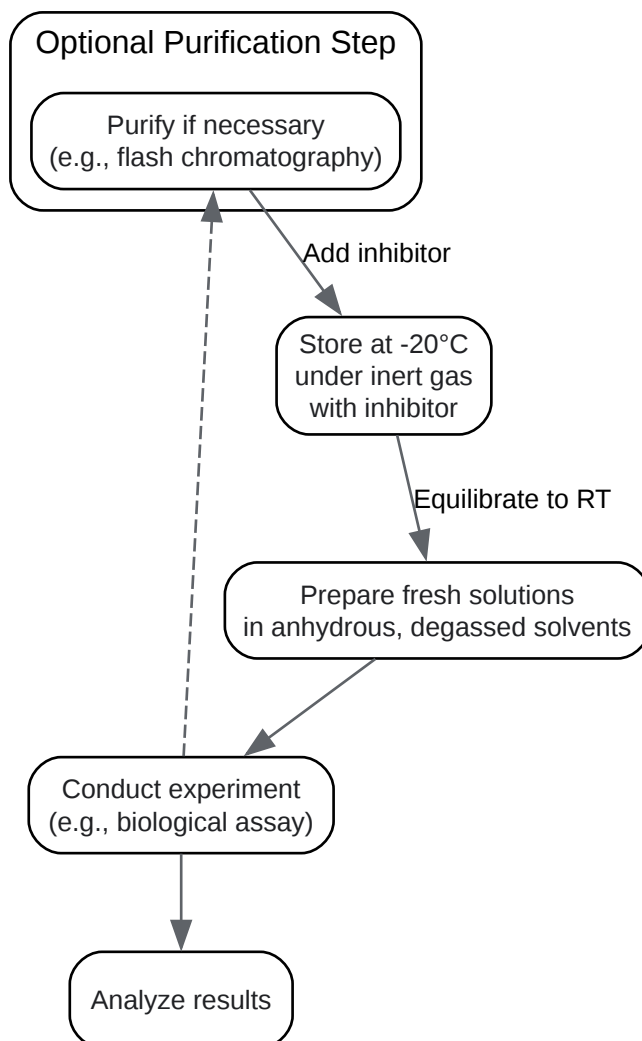 Optional Purification Step
Purify if necessary
(e.g., flash chromatography)
Add inhibitor
Store at -20°C
under inert gas
with inhibitor
Equilibrate to RT
Prepare fresh solutions
in anhydrous, degassed solvents
Conduct experiment
(e.g., biological assay)
Analyze results